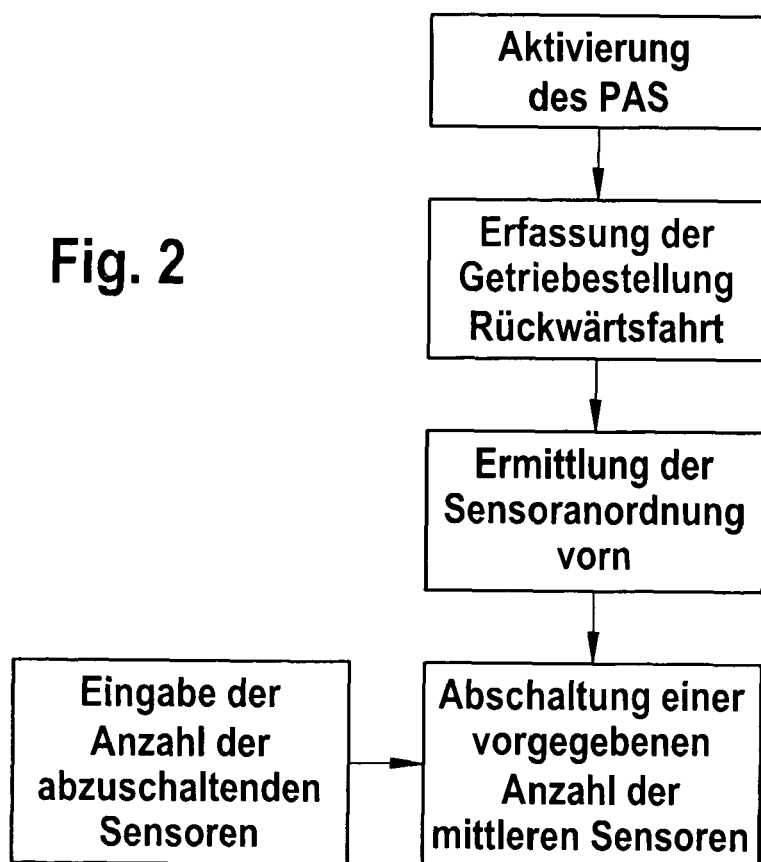 Aktivierung
des PAS
Fig. 2
Erfassung der
Getriebestellung
Rückwärtsfahrt
Ermittlung der
Sensoranordnung
vorn
Eingabe der
Anzahl der
abzuschaltenden
Sensoren
Abschaltung einer
vorgegebenen
Anzahl der
mittleren Sensoren